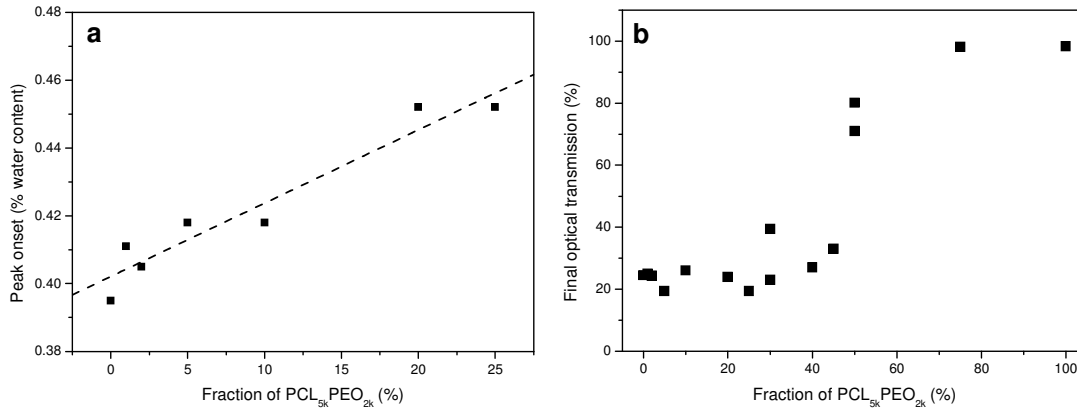 a
0.48
0.46
0.44
0.42
0.40
0.38
Peak onset (% water content)
0 5 10 15 20 25
Fraction of PCL5kPEO2k (%)
b
100
80
60
40
20
0
Final optical transmission (%)
0 20 40 60 80 100
Fraction of PCL5kPEO2k (%)